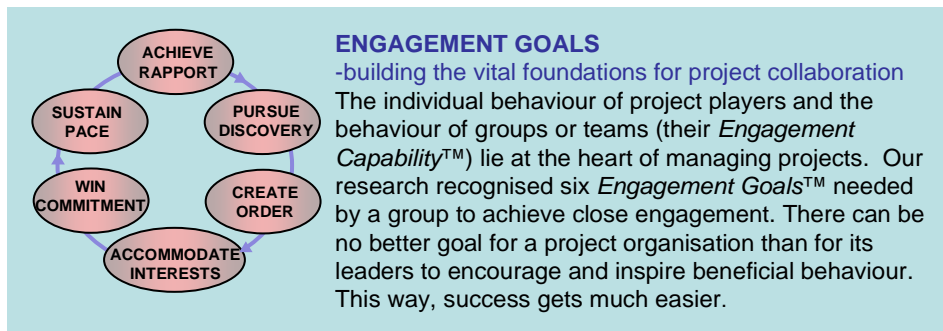 ACHIEVE
RAPPORT
PURSUE
DISCOVERY
CREATE
ORDER
ACCOMMODATE
INTERESTS
WIN
COMMITMENT
SUSTAIN
PACE
ENGAGEMENT GOALS
-building the vital foundations for project collaboration
The individual behaviour of project players and the
behaviour of groups or teams (their Engagement
Capability™) lie at the heart of managing projects.  Our
research recognised six Engagement Goals™ needed
by a group to achieve close engagement. There can be
no better goal for a project organisation than for its
leaders to encourage and inspire beneficial behaviour.
This way, success gets much easier.